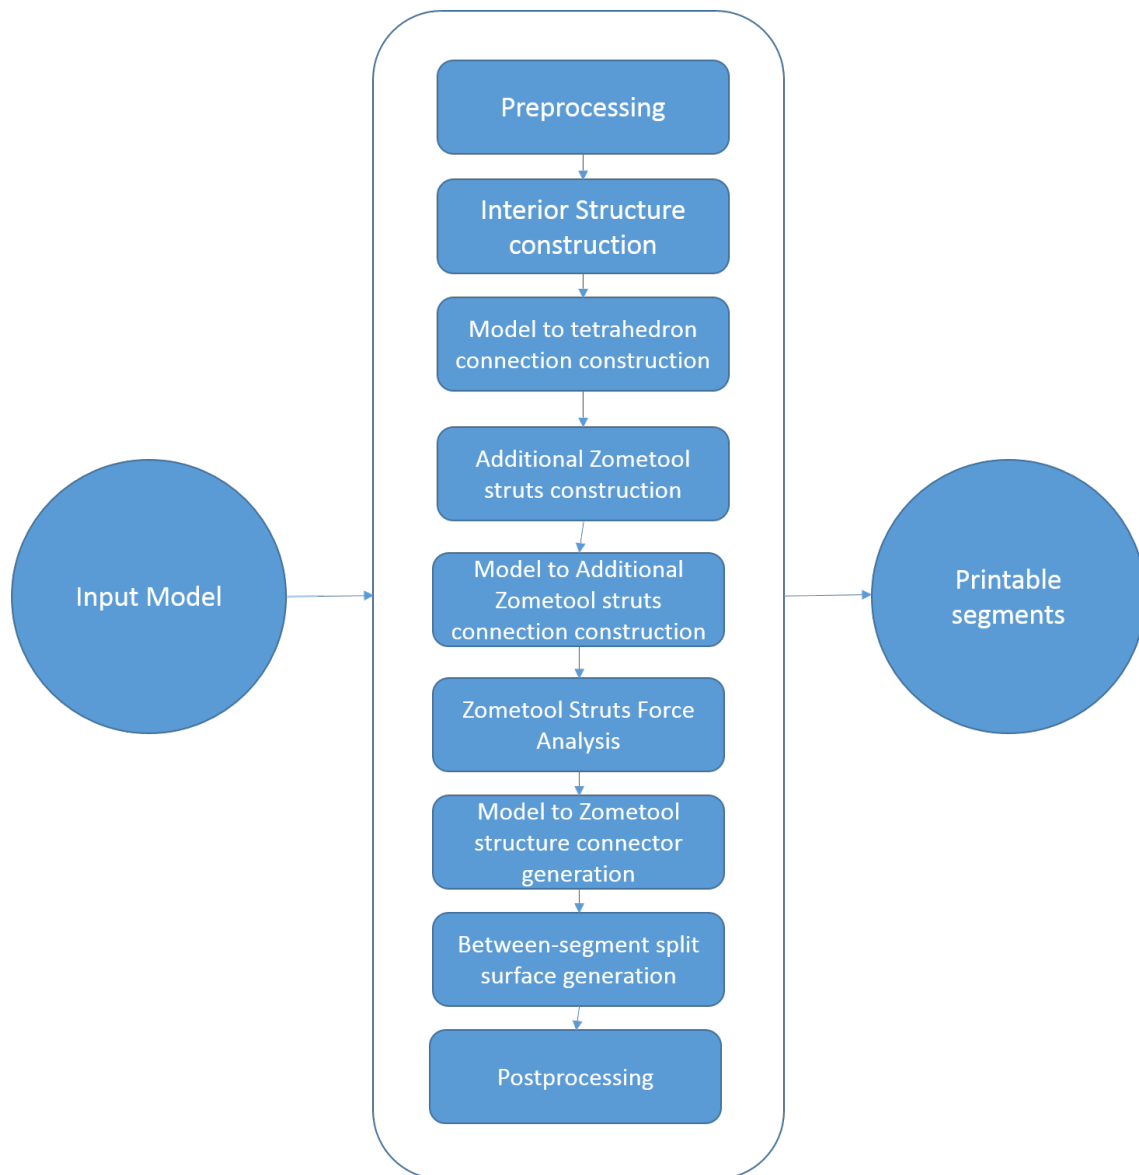 Preprocessing
Interior Structure
construction
Model to tetrahedron
connection construction
Additional Zometool
struts construction
Model to Additional
Zometool struts
connection construction
Input Model
Printable
segments
Zometool Struts Force
Analysis
Model to Zometool
structure connector
generation
Between-segment split
surface generation
Postprocessing